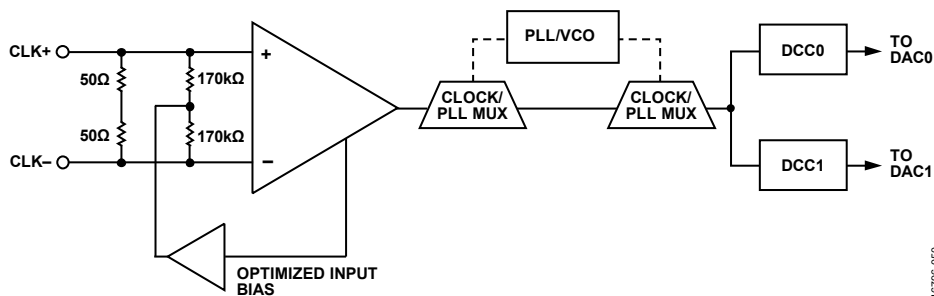 CLK+
50Ω
170kΩ
50Ω
170kΩ
CLK–
+
–
OPTIMIZED INPUT
BIAS
PLL/VCO
CLOCK/
PLL MUX
CLOCK/
PLL MUX
DCC0
TO
DAC0
DCC1
TO
DAC1